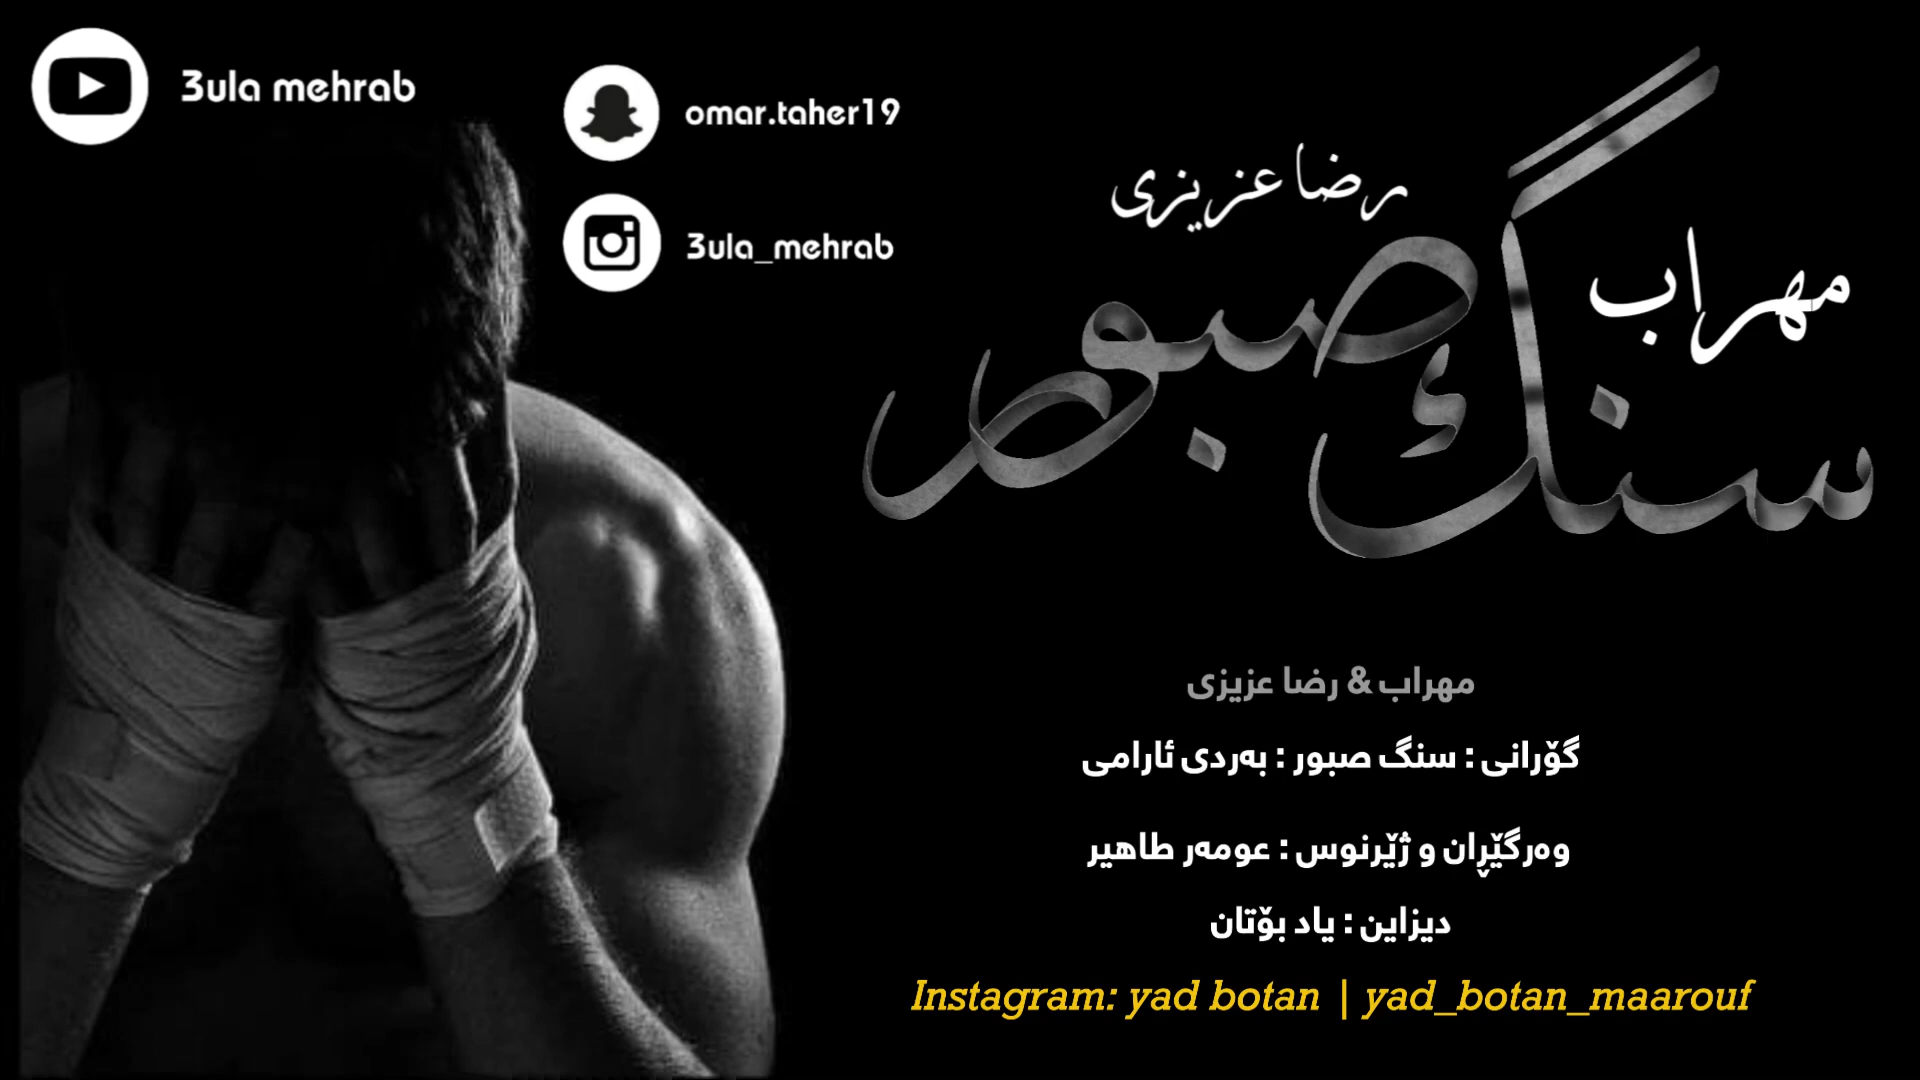 3ula mehrab
omar.taher19
3ula_mehrab
رضا عزیزی
مهراب
سنگ صبور
مهراب & رضا عزیزی
گۆرانی : سنگ صبور : بەردی ئارامی
وەرگێڕان و ژێرنوس : عومەر طاهیر
دیزاین : یاد بۆتان
Instagram: yad botan | yad_botan_maarouf